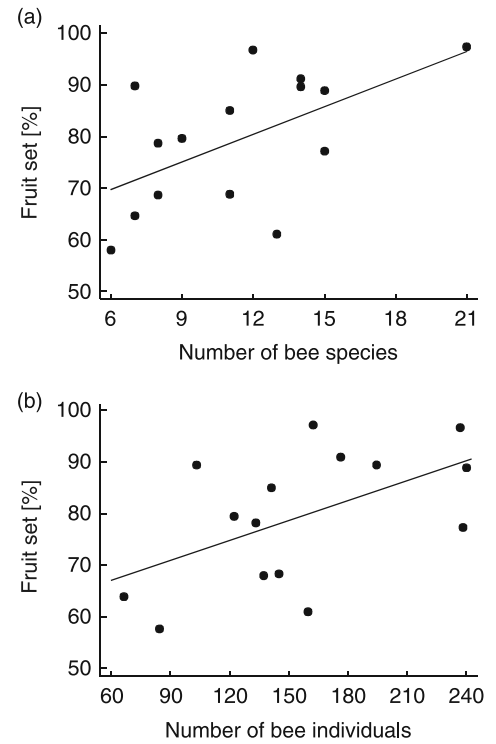 (a)
100
90
80
70
60
50
Fruit set [%]
6 9 12 15 18 21
Number of bee species
(b)
100
90
80
70
60
50
Fruit set [%]
60 90 120 150 180 210 240
Number of bee individuals